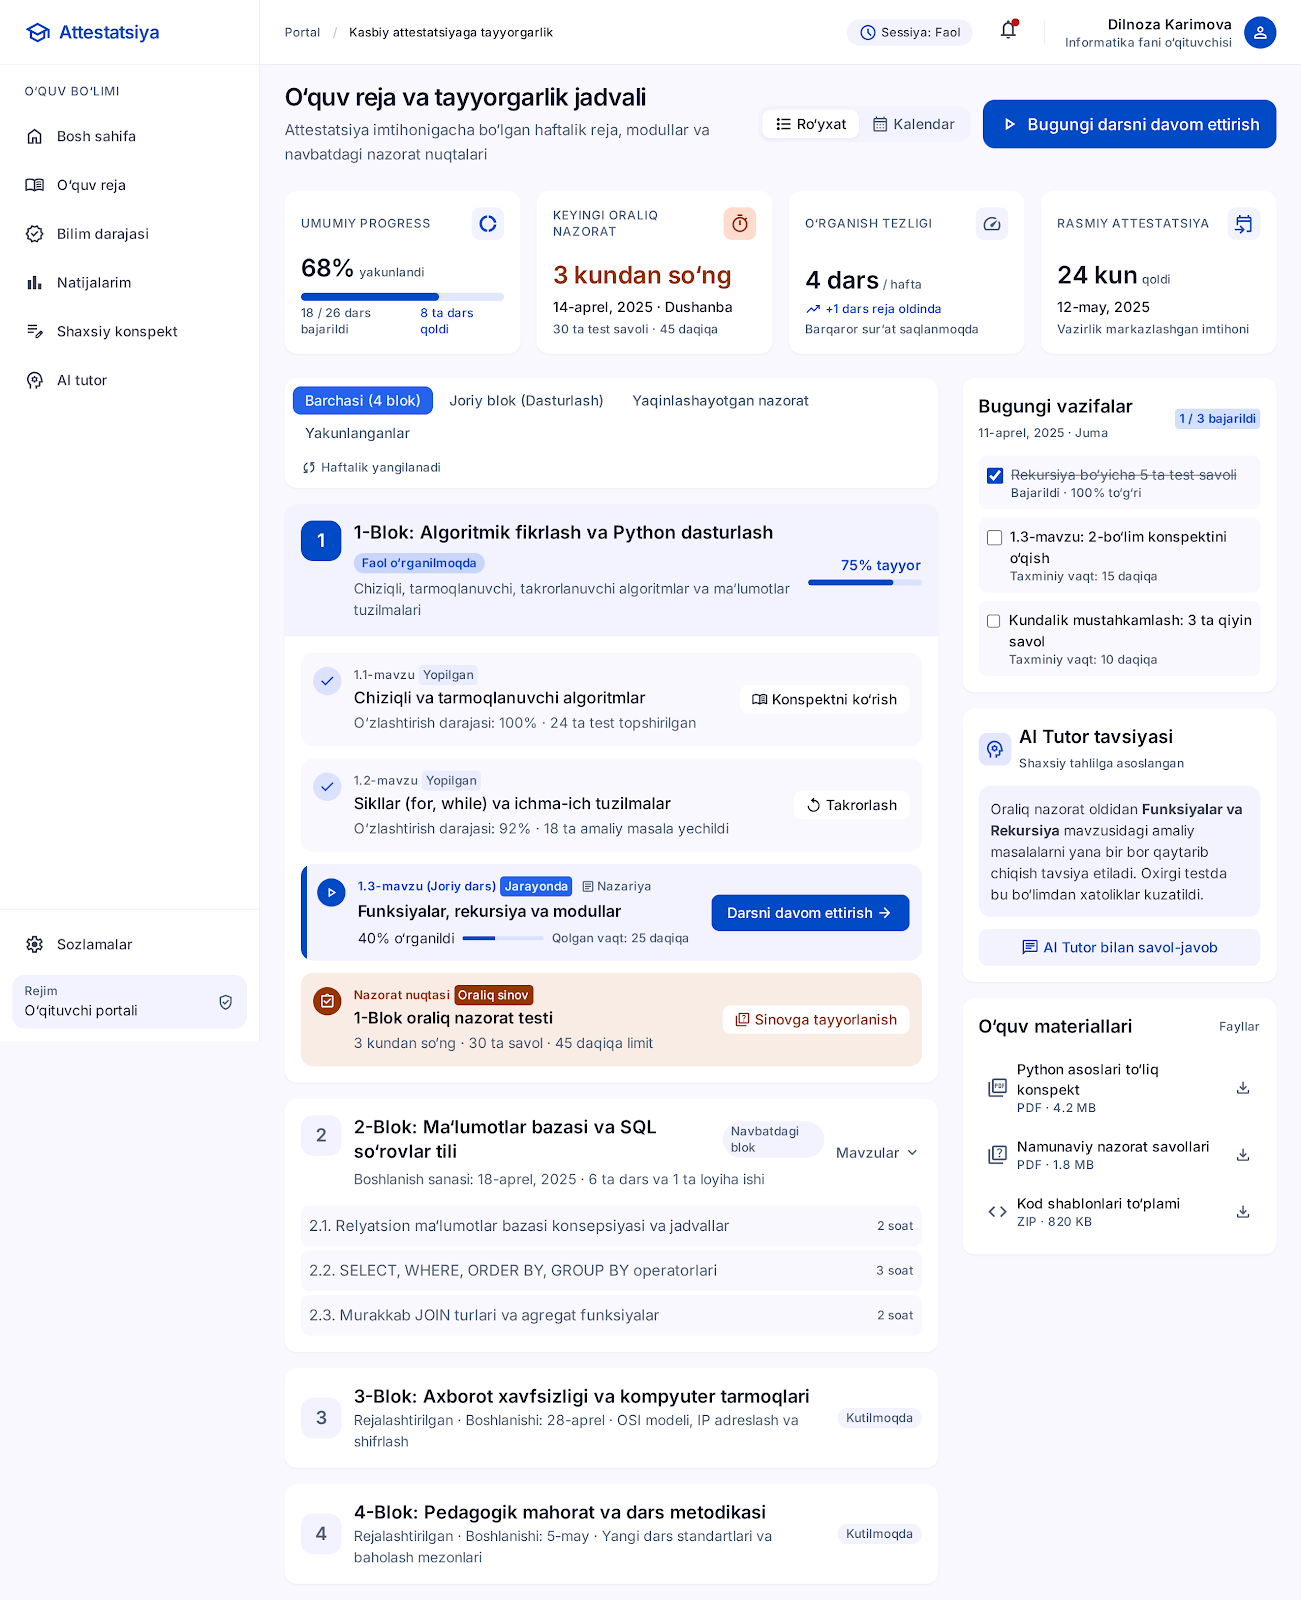 Attestatsiya
Portal / Kasbiy attestatsiyaga tayyorgarlik
Sessiya: Faol
Dilnoza Karimova
Informatika fani o‘qituvchisi
O‘QUV BO‘LIMI
Bosh sahifa
O‘quv reja
Bilim darajasi
Natijalarim
Shaxsiy konspekt
AI tutor
Sozlamalar
Rejim
O‘qituvchi portali
O‘quv reja va tayyorgarlik jadvali
Attestatsiya imtihonigacha bo‘lgan haftalik reja, modullar va
navbatdagi nazorat nuqtalari
Ro‘yxat
Kalendar
Bugungi darsni davom ettirish
UMUMIY PROGRESS
68% yakunlandi
18 / 26 dars
bajarildi
8 ta dars
qoldi
KEYINGI ORALIQ
NAZORAT
3 kundan so‘ng
14-aprel, 2025 · Dushanba
30 ta test savoli · 45 daqiqa
O‘RGANISH TEZLIGI
4 dars / hafta
+1 dars reja oldinda
Barqaror sur’at saqlanmoqda
RASMIY ATTESTATSIYA
24 kun qoldi
12-may, 2025
Vazirlik markazlashgan imtihoni
Barchasi (4 blok)
Joriy blok (Dasturlash)
Yaqinlashayotgan nazorat
Yakunlanganlar
Haftalik yangilanadi
1
1-Blok: Algoritmik fikrlash va Python dasturlash
Faol o‘rganilmoqda
Chiziqli, tarmoqlanuvchi, takrorlanuvchi algoritmlar va ma’lumotlar
tuzilmalari
75% tayyor
1.1-mavzu Yopilgan
Chiziqli va tarmoqlanuvchi algoritmlar
O‘zlashtirish darajasi: 100% · 24 ta test topshirilgan
Konspektni ko‘rish
1.2-mavzu Yopilgan
Sikllar (for, while) va ichma-ich tuzilmalar
O‘zlashtirish darajasi: 92% · 18 ta amaliy masala yechildi
Takrorlash
1.3-mavzu (Joriy dars) Jarayonda Nazariya
Funksiyalar, rekursiya va modullar
40% o‘rganildi
Qolgan vaqt: 25 daqiqa
Darsni davom ettirish
Nazorat nuqtasi Oraliq sinov
1-Blok oraliq nazorat testi
3 kundan so‘ng · 30 ta savol · 45 daqiqa limit
Sinovga tayyorlanish
2
2-Blok: Ma’lumotlar bazasi va SQL
so‘rovlar tili
Navbatdagi
blok
Mavzular
Boshlanish sanasi: 18-aprel, 2025 · 6 ta dars va 1 ta loyiha ishi
2.1. Relyatsion ma’lumotlar bazasi konsepsiyasi va jadvallar
2 soat
2.2. SELECT, WHERE, ORDER BY, GROUP BY operatorlari
3 soat
2.3. Murakkab JOIN turlari va agregat funksiyalar
2 soat
3
3-Blok: Axborot xavfsizligi va kompyuter tarmoqlari
Rejalashtirilgan · Boshlanishi: 28-aprel · OSI modeli, IP adreslash va
shifrlash
Kutilmoqda
4
4-Blok: Pedagogik mahorat va dars metodikasi
Rejalashtirilgan · Boshlanishi: 5-may · Yangi dars standartlari va
baholash mezonlari
Kutilmoqda
Bugungi vazifalar
11-aprel, 2025 · Juma
1 / 3 bajarildi
Rekursiya bo‘yicha 5 ta test savoli
Bajarildi · 100% to‘g‘ri
1.3-mavzu: 2-bo‘lim konspektini
o‘qish
Taxminiy vaqt: 15 daqiqa
Kundalik mustahkamlash: 3 ta qiyin
savol
Taxminiy vaqt: 10 daqiqa
AI Tutor tavsiyasi
Shaxsiy tahlilga asoslangan
Oraliq nazorat oldidan Funksiyalar va
Rekursiya mavzusidagi amaliy
masalalarni yana bir bor qaytarib
chiqish tavsiya etiladi. Oxirgi testda
bu bo‘limdan xatoliklar kuzatildi.
AI Tutor bilan savol-javob
O‘quv materiallari
Fayllar
Python asoslari to‘liq
konspekt
PDF · 4.2 MB
Namunaviy nazorat savollari
PDF · 1.8 MB
Kod shablonlari to‘plami
ZIP · 820 KB